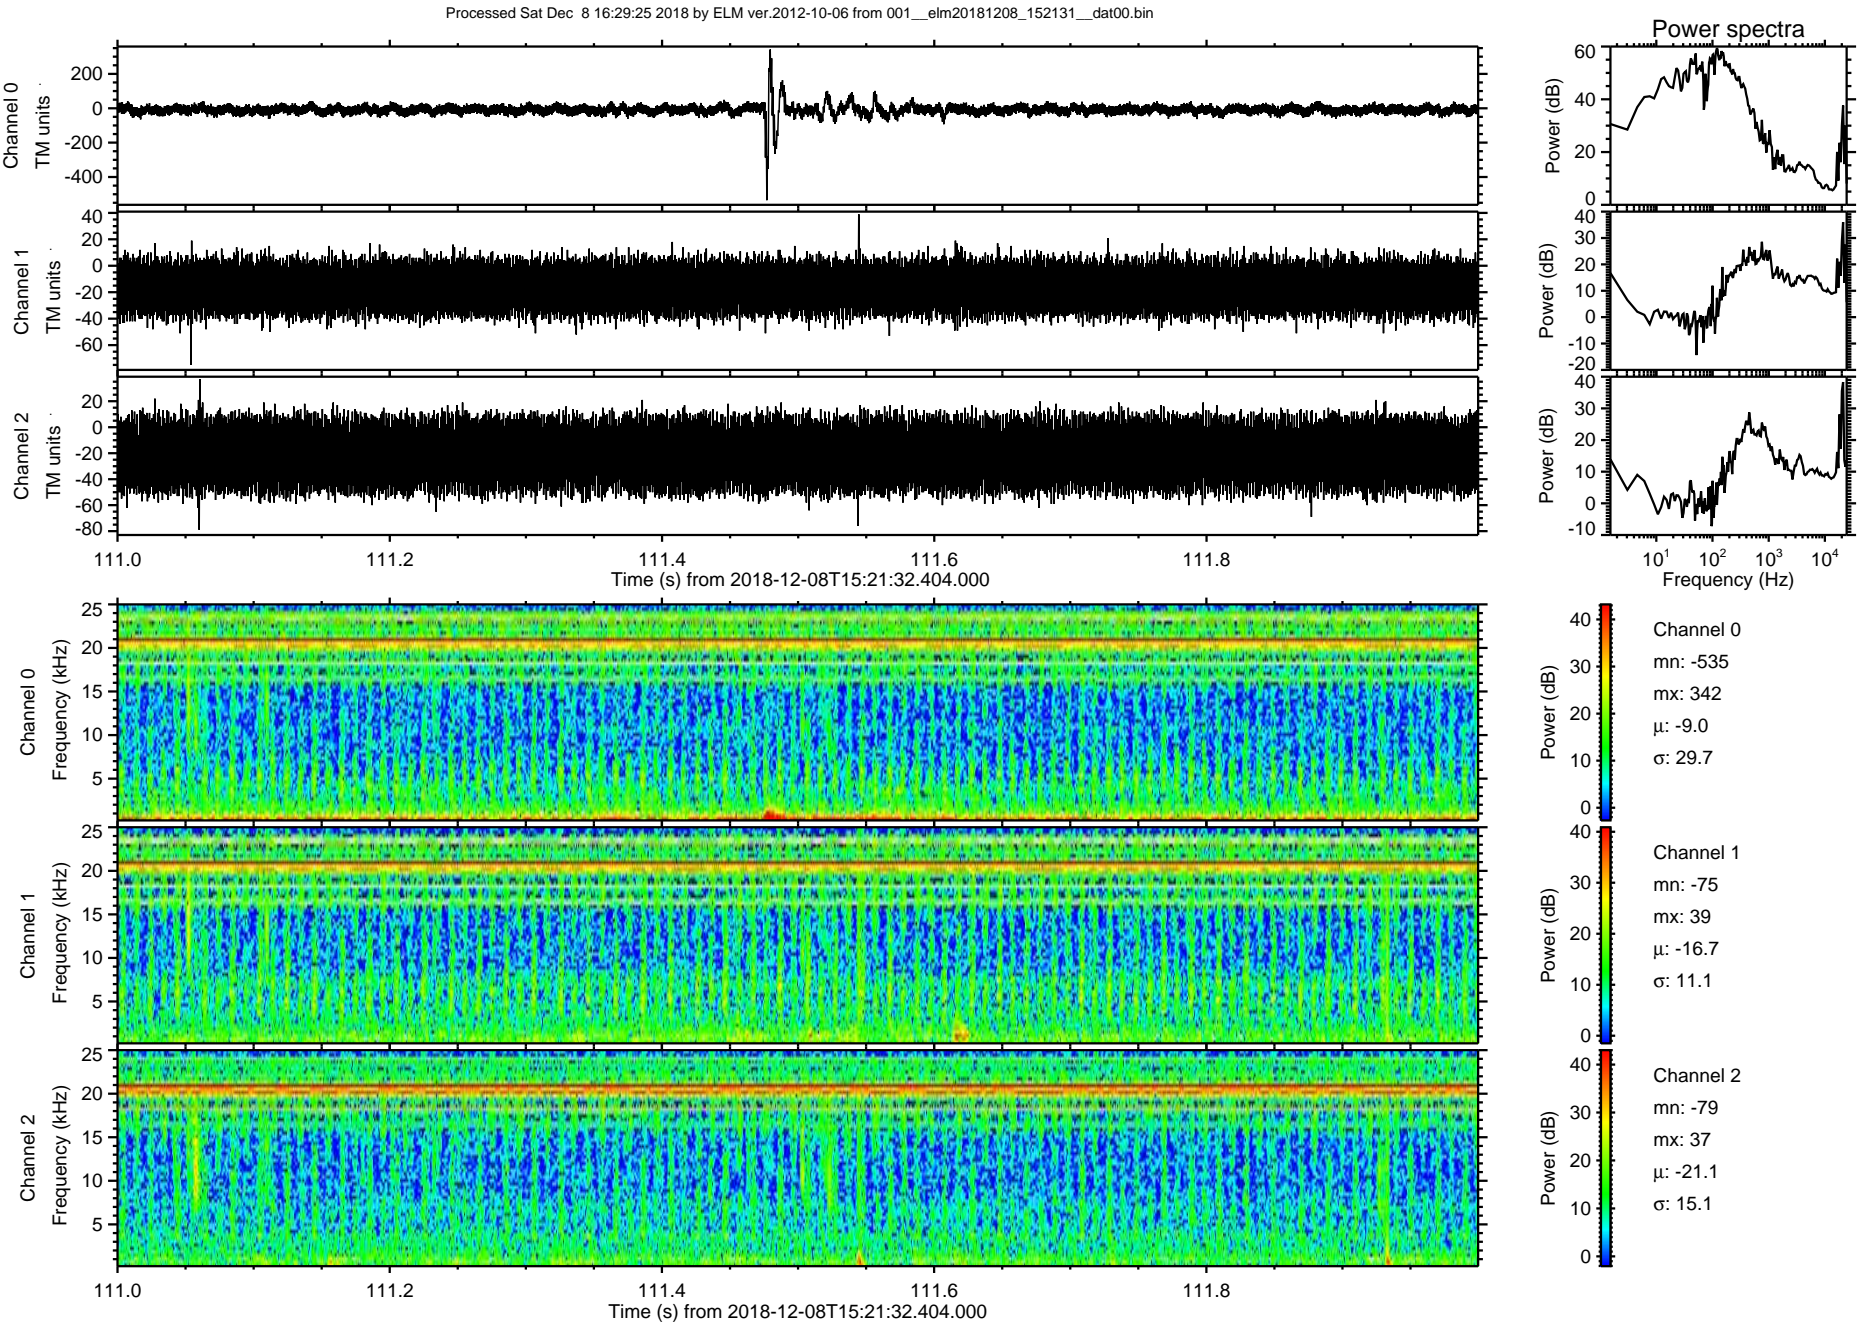 Processed Sat Dec  8 16:29:25 2018 by ELM ver.2012-10-06 from 001__elm20181208_152131__dat00.bin
Power spectra
Channel 0
TM units
200
0
-200
-400
Power (dB)
60
40
20
0
Channel 1
TM units
40
20
0
-20
-40
-60
Power (dB)
40
30
20
10
0
-10
-20
Channel 2
TM units
20
0
-20
-40
-60
-80
Power (dB)
40
30
20
10
0
-10
111.0 111.2 111.4 111.6 111.8
Time (s) from 2018-12-08T15:21:32.404.000
10¹ 10² 10³ 10⁴
Frequency (Hz)
Channel 0
Frequency (kHz)
25
20
15
10
5
Power (dB)
40
30
20
10
0
Channel 0
mn: -535
mx: 342
μ: -9.0
σ: 29.7
Channel 1
Frequency (kHz)
25
20
15
10
5
Power (dB)
40
30
20
10
0
Channel 1
mn: -75
mx: 39
μ: -16.7
σ: 11.1
Channel 2
Frequency (kHz)
25
20
15
10
5
Power (dB)
40
30
20
10
0
Channel 2
mn: -79
mx: 37
μ: -21.1
σ: 15.1
111.0 111.2 111.4 111.6 111.8
Time (s) from 2018-12-08T15:21:32.404.000